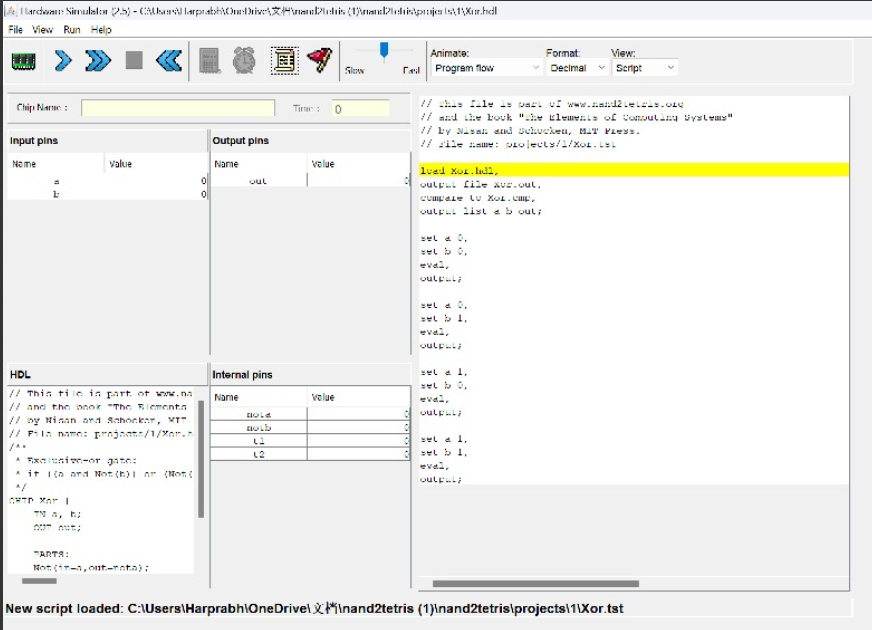 Hardware Simulator (2.5) - C:\Users\Harprabh\OneDrive\文档\nand2tetris (1)\nand2tetris\projects\1\Xor.hdl
File View Run Help
Animate: Format: View:
Slow Fast Program flow Decimal Script
Chip Name : Time : 0
Input pins Output pins
Name Value Name Value
a 0 out 0
b 0
// This file is part of www.nand2tetris.org
// and the book "The Elements of Computing Systems"
// by Nisan and Schocken, MIT Press.
// File name: projects/1/Xor.tst
load Xor.hdl,
output-file Xor.out,
compare-to Xor.cmp,
output-list a b out;
set a 0,
set b 0,
eval,
output;
set a 0,
set b 1,
eval,
output;
set a 1,
set b 0,
eval,
output;
set a 1,
set b 1,
eval,
output;
HDL
// This file is part of www.na
// and the book "The Elements
// by Nisan and Schocken, MIT
// File name: projects/1/Xor.h
/**
* Exclusive-or gate:
* if ((a and Not(b)) or (Not(
*/
CHIP Xor {
IN a, b;
OUT out;
PARTS:
Not(in=a,out=nota);
Internal pins
Name Value
nota 0
notb 0
t1 0
t2 0
New script loaded: C:\Users\Harprabh\OneDrive\文档\nand2tetris (1)\nand2tetris\projects\1\Xor.tst